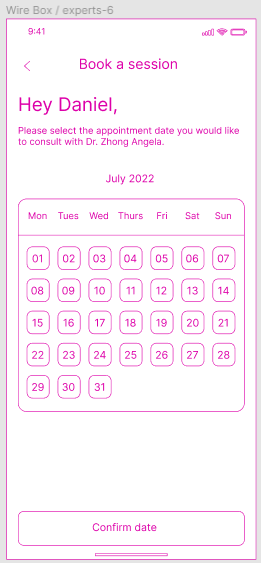 Wire Box / experts-6
9:41
Book a session
Hey Daniel,
Please select the appointment date you would like
to consult with Dr. Zhong Angela.
July 2022
Mon Tues Wed Thurs Fri Sat Sun
01 02 03 04 05 06 07
08 09 10 11 12 13 14
15 16 17 18 19 20 21
22 23 24 25 26 27 28
29 30 31
Confirm date